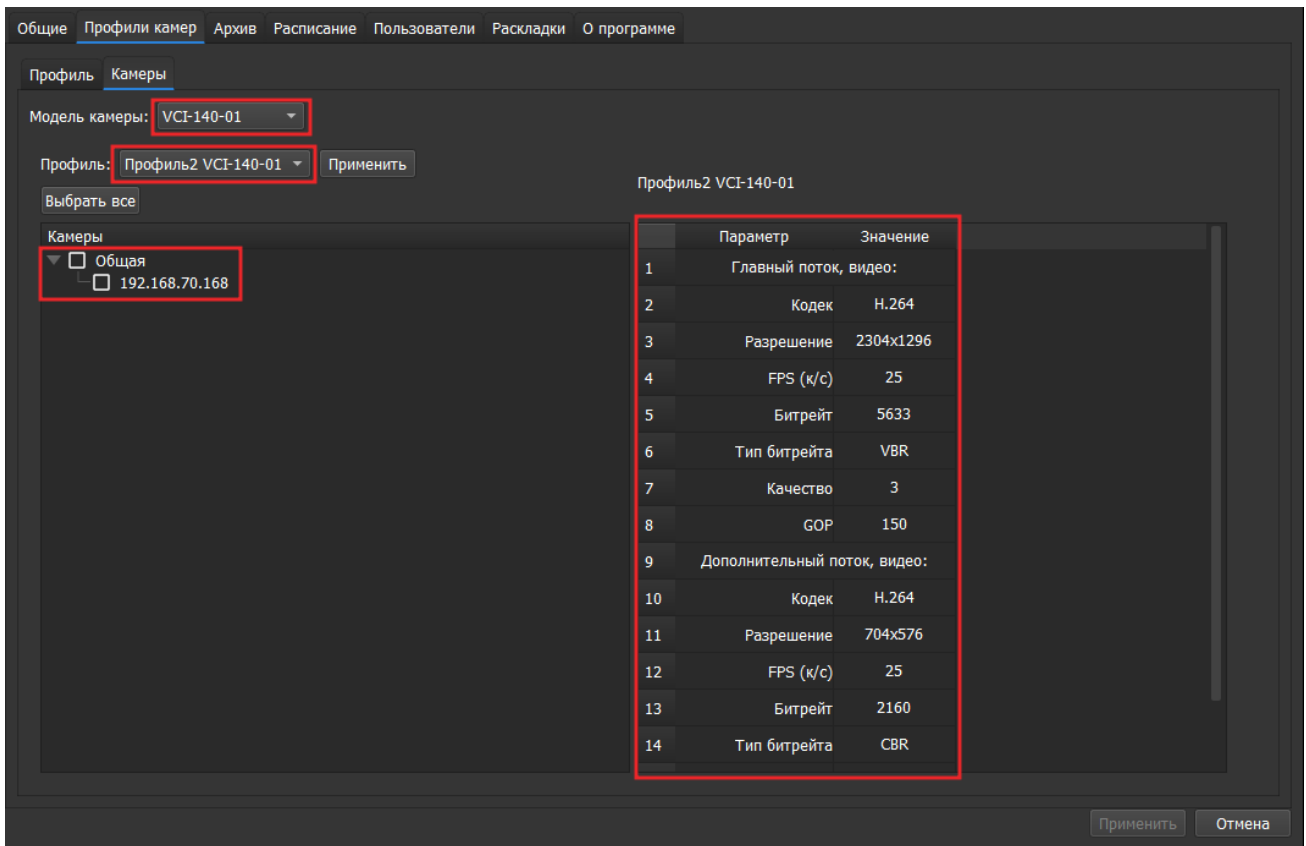 Общие Профили камер Архив Расписание Пользователи Раскладки О программе
Профиль Камеры
Модель камеры: VCI-140-01
Профиль: Профиль2 VCI-140-01 Применить
Выбрать все
Профиль2 VCI-140-01
Камеры
Общая
192.168.70.168
Параметр Значение
1 Главный поток, видео:
2 Кодек H.264
3 Разрешение 2304x1296
4 FPS (к/с) 25
5 Битрейт 5633
6 Тип битрейта VBR
7 Качество 3
8 GOP 150
9 Дополнительный поток, видео:
10 Кодек H.264
11 Разрешение 704x576
12 FPS (к/с) 25
13 Битрейт 2160
14 Тип битрейта CBR
Применить Отмена